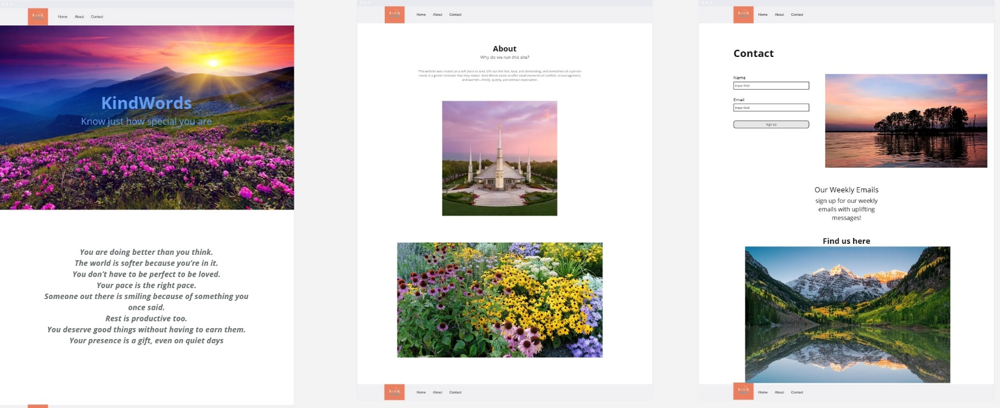 kind
Home About Contact
KindWords
Know just how special you are
You are doing better than you think.
The world is softer because you're in it.
You don't have to be perfect to be loved.
Your pace is the right pace.
Someone out there is smiling because of something you
once said.
Rest is productive too.
You deserve good things without having to earn them.
Your presence is a gift, even on quiet days
kind
Home About Contact
About
Why do we run this site?
This website was created as a soft place to land. Life can feel fast, loud, and demanding, and sometimes all a person
needs is a gentle reminder that they matter. Kind Words exists to offer small moments of comfort, encouragement,
and warmth—freely, quietly, and without expectation.
kind
Home About Contact
kind
Home About Contact
Contact
Name
Input field
Email
Input field
Sign up
Our Weekly Emails
sign up for our weekly
emails with uplifting
messages!
Find us here
kind
Home About Contact